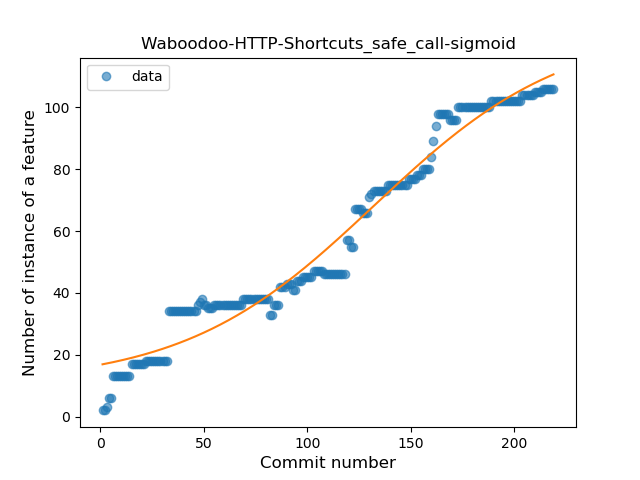 Waboodoo-HTTP-Shortcuts_safe_call-sigmoid
data
Number of instance of a feature
100
80
60
40
20
0
0
50
100
150
200
Commit number